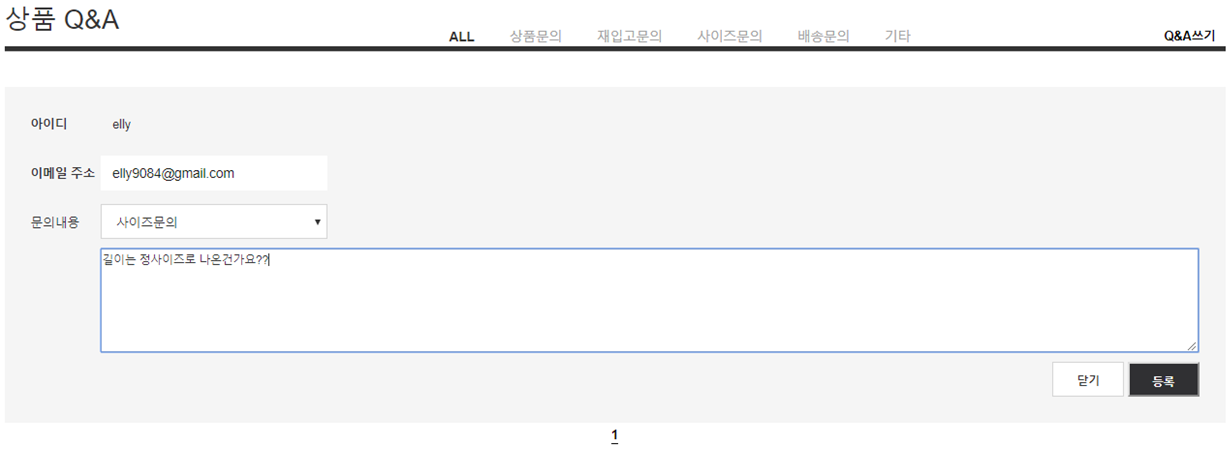 상품 Q&A
ALL 상품문의 재입고문의 사이즈문의 배송문의 기타 Q&A쓰기
아이디 elly
이메일 주소 elly9084@gmail.com
문의내용 사이즈문의
길이는 정사이즈로 나온건가요??
닫기 등록
1